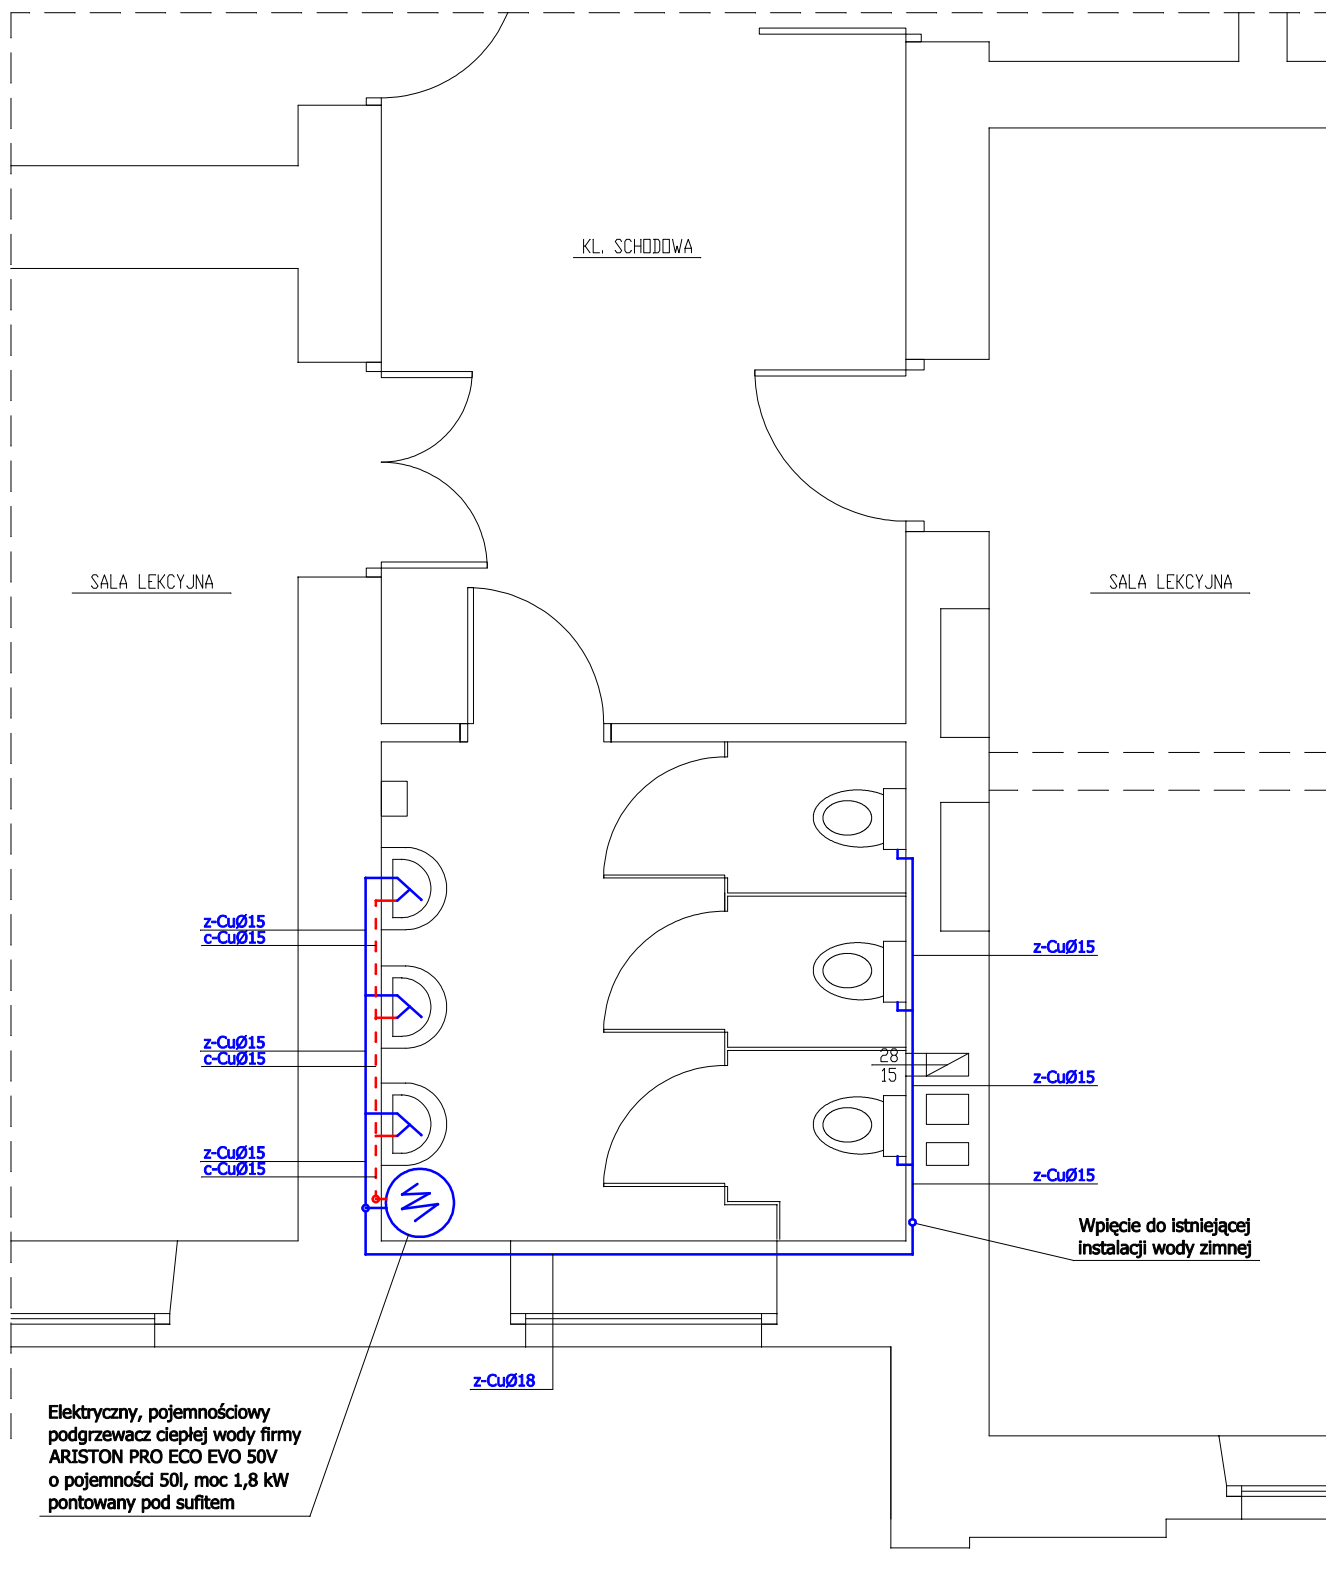 KL. SCHODOWA
SALA LEKCYJNA
SALA LEKCYJNA
z-CuØ15
c-CuØ15
z-CuØ15
z-CuØ15
c-CuØ15
28
15
z-CuØ15
z-CuØ15
c-CuØ15
z-CuØ15
Wpięcie do istniejącej
instalacji wody zimnej
z-CuØ18
Elektryczny, pojemnościowy
podgrzewacz ciepłej wody firmy
ARISTON PRO ECO EVO 50V
o pojemności 50l, moc 1,8 kW
pontowany pod sufitem